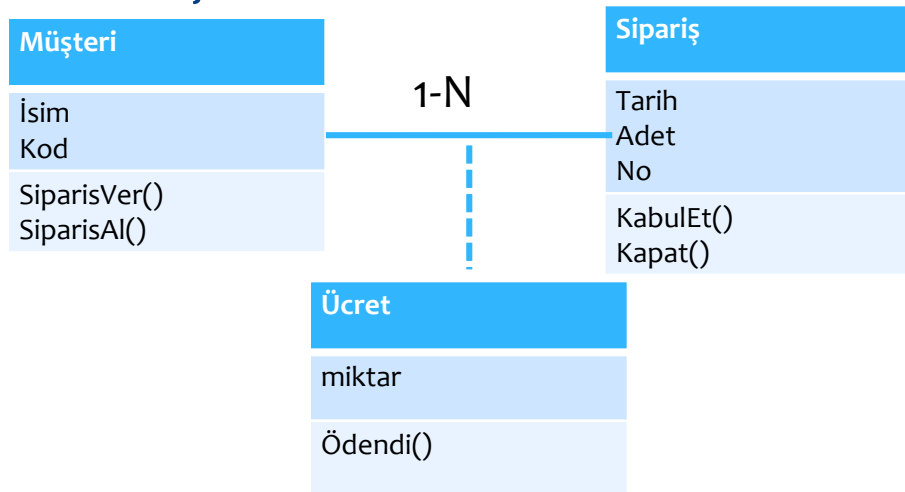 Müşteri
İsim
Kod
SiparisVer()
SiparisAl()
1-N
Sipariş
Tarih
Adet
No
KabulEt()
Kapat()
Ücret
miktar
Ödendi()